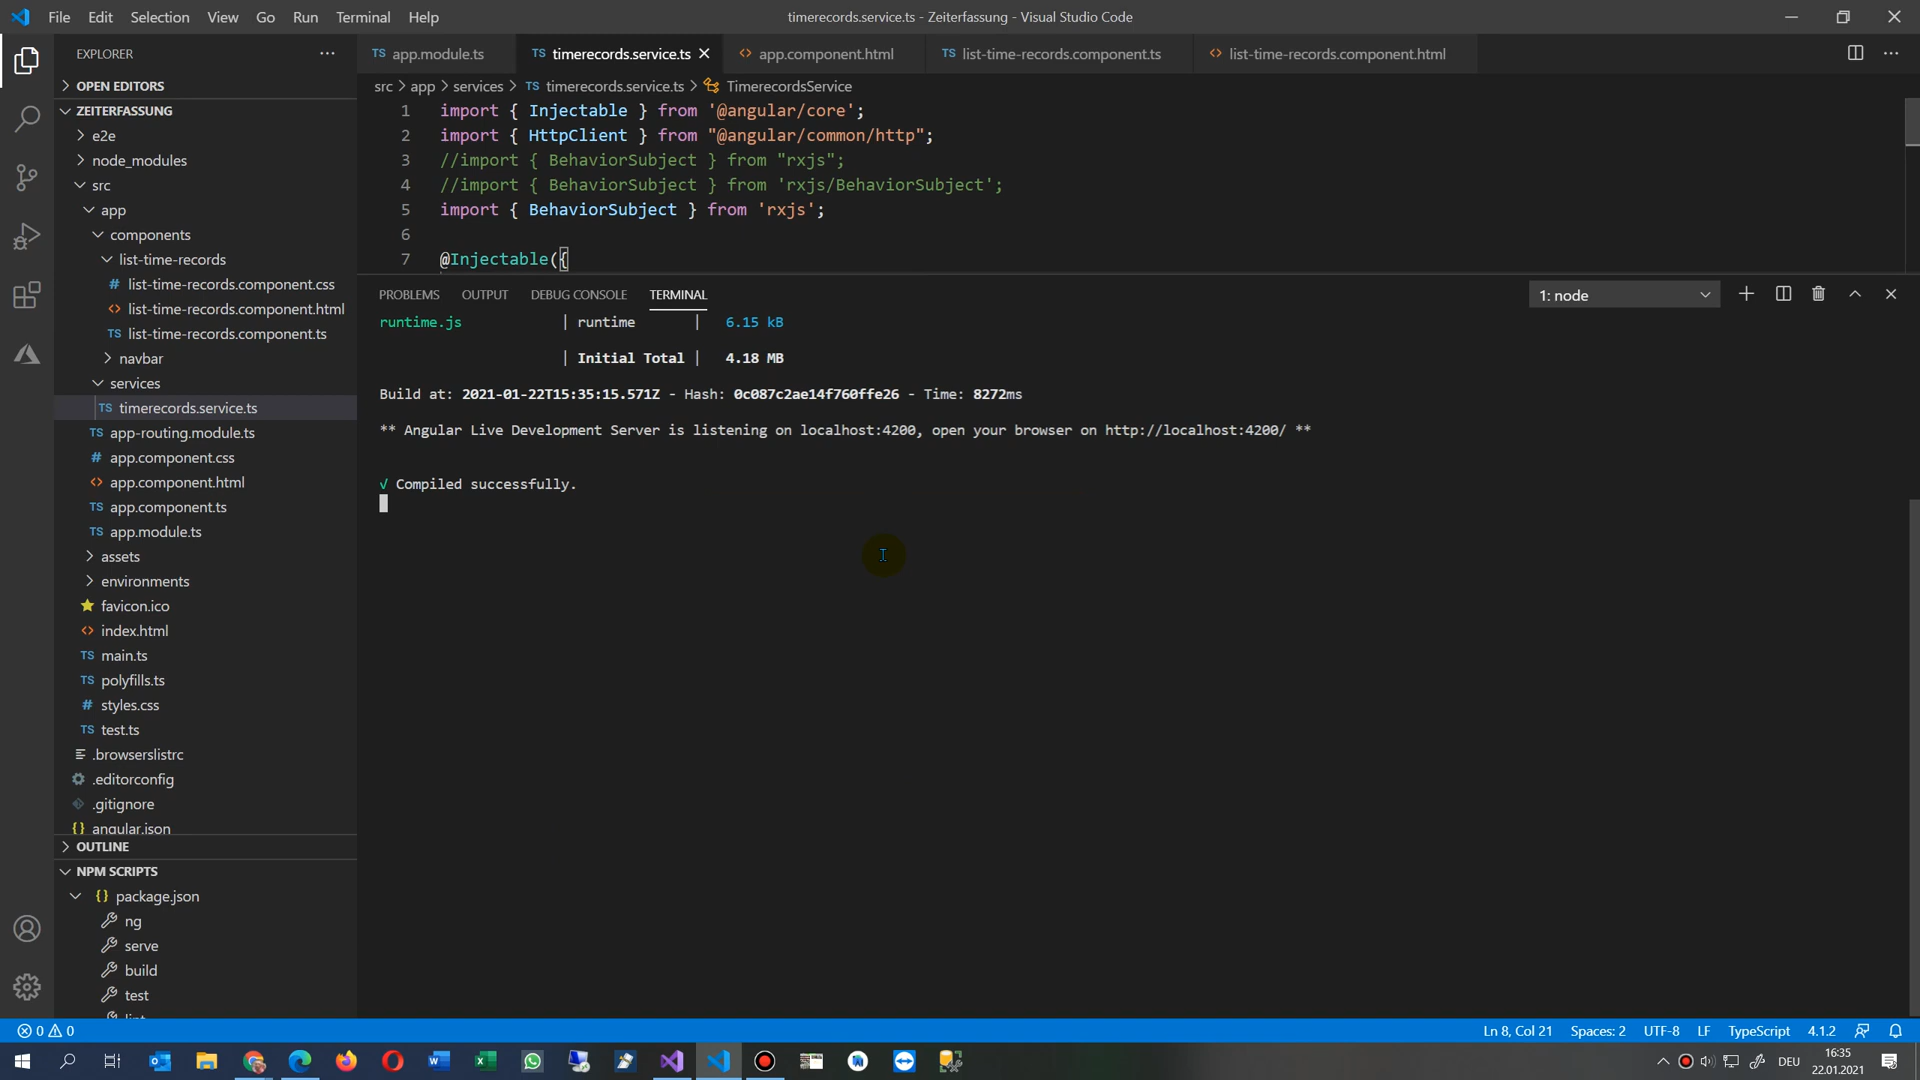 File Edit Selection View Go Run Terminal Help
timerecords.service.ts - Zeiterfassung - Visual Studio Code
EXPLORER
OPEN EDITORS
ZEITERFASSUNG
e2e
node_modules
src
app
components
list-time-records
# list-time-records.component.css
<> list-time-records.component.html
TS list-time-records.component.ts
navbar
services
TS timerecords.service.ts
TS app-routing.module.ts
# app.component.css
<> app.component.html
TS app.component.ts
TS app.module.ts
assets
environments
favicon.ico
<> index.html
TS main.ts
TS polyfills.ts
# styles.css
TS test.ts
.browserslistrc
.editorconfig
.gitignore
{} angular.json
OUTLINE
NPM SCRIPTS
{} package.json
ng
serve
build
test
lint
TS app.module.ts
TS timerecords.service.ts
<> app.component.html
TS list-time-records.component.ts
<> list-time-records.component.html
src > app > services > TS timerecords.service.ts > TimerecordsService
1 import { Injectable } from '@angular/core';
2 import { HttpClient } from "@angular/common/http";
3 //import { BehaviorSubject } from "rxjs";
4 //import { BehaviorSubject } from 'rxjs/BehaviorSubject';
5 import { BehaviorSubject } from 'rxjs';
6
7 @Injectable({
PROBLEMS OUTPUT DEBUG CONSOLE TERMINAL
1: node
runtime.js | runtime | 6.15 kB
| Initial Total | 4.18 MB
Build at: 2021-01-22T15:35:15.571Z - Hash: 0c087c2ae14f760ffe26 - Time: 8272ms
** Angular Live Development Server is listening on localhost:4200, open your browser on http://localhost:4200/ **
√ Compiled successfully.
0 0
Ln 8, Col 21 Spaces: 2 UTF-8 LF TypeScript 4.1.2
DEU
16:35
22.01.2021